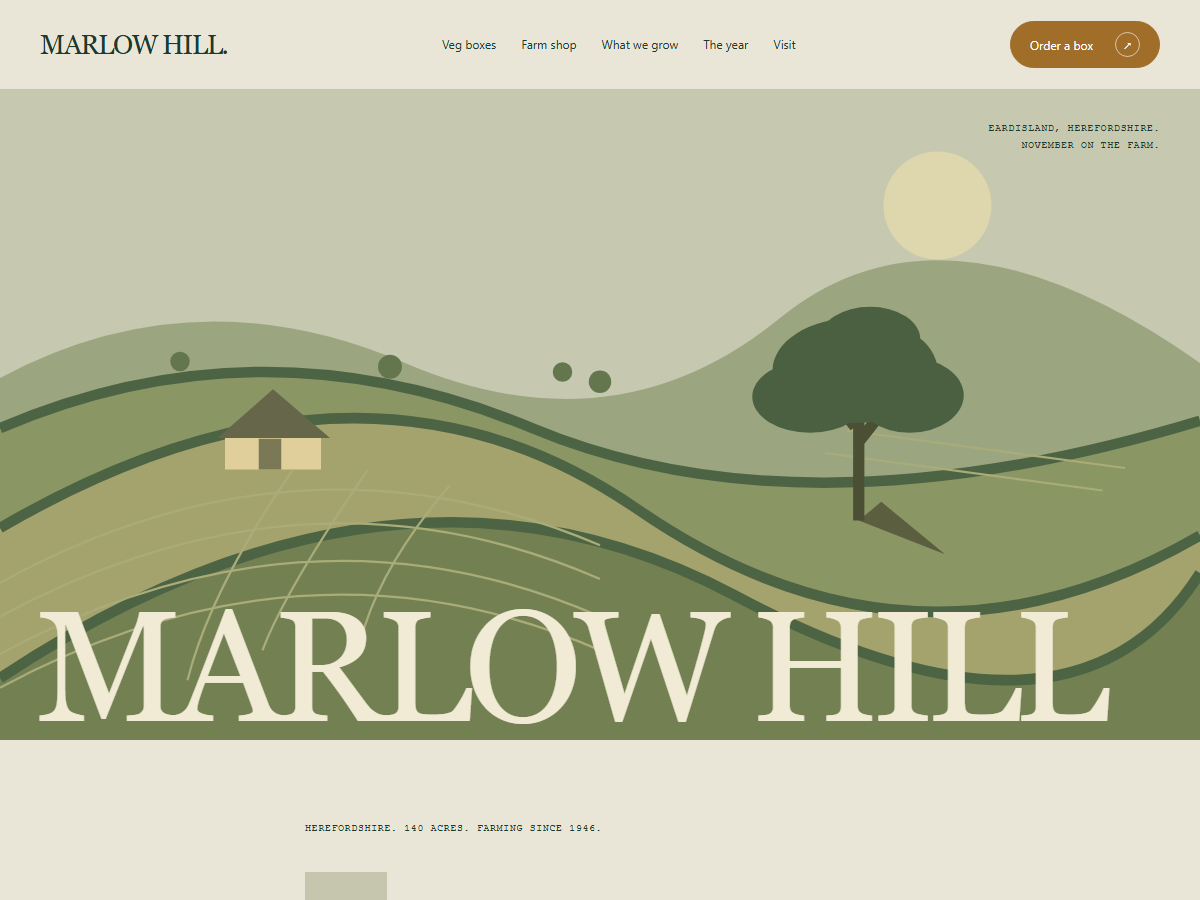 MARLOW HILL.
Veg boxes
Farm shop
What we grow
The year
Visit
Order a box ↗
EARDISLAND, HEREFORDSHIRE.
NOVEMBER ON THE FARM.
MARLOW HILL
HEREFORDSHIRE. 140 ACRES. FARMING SINCE 1946.